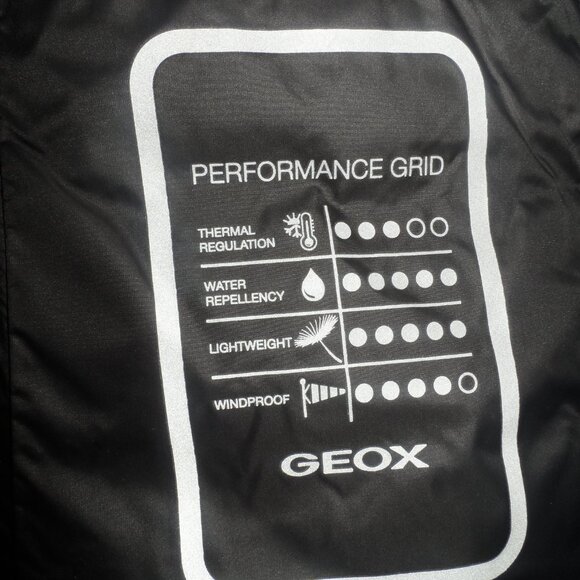 PERFORMANCE GRID
THERMAL
REGULATION
WATER
REPELLENCY
LIGHTWEIGHT
WINDPROOF
GEOX